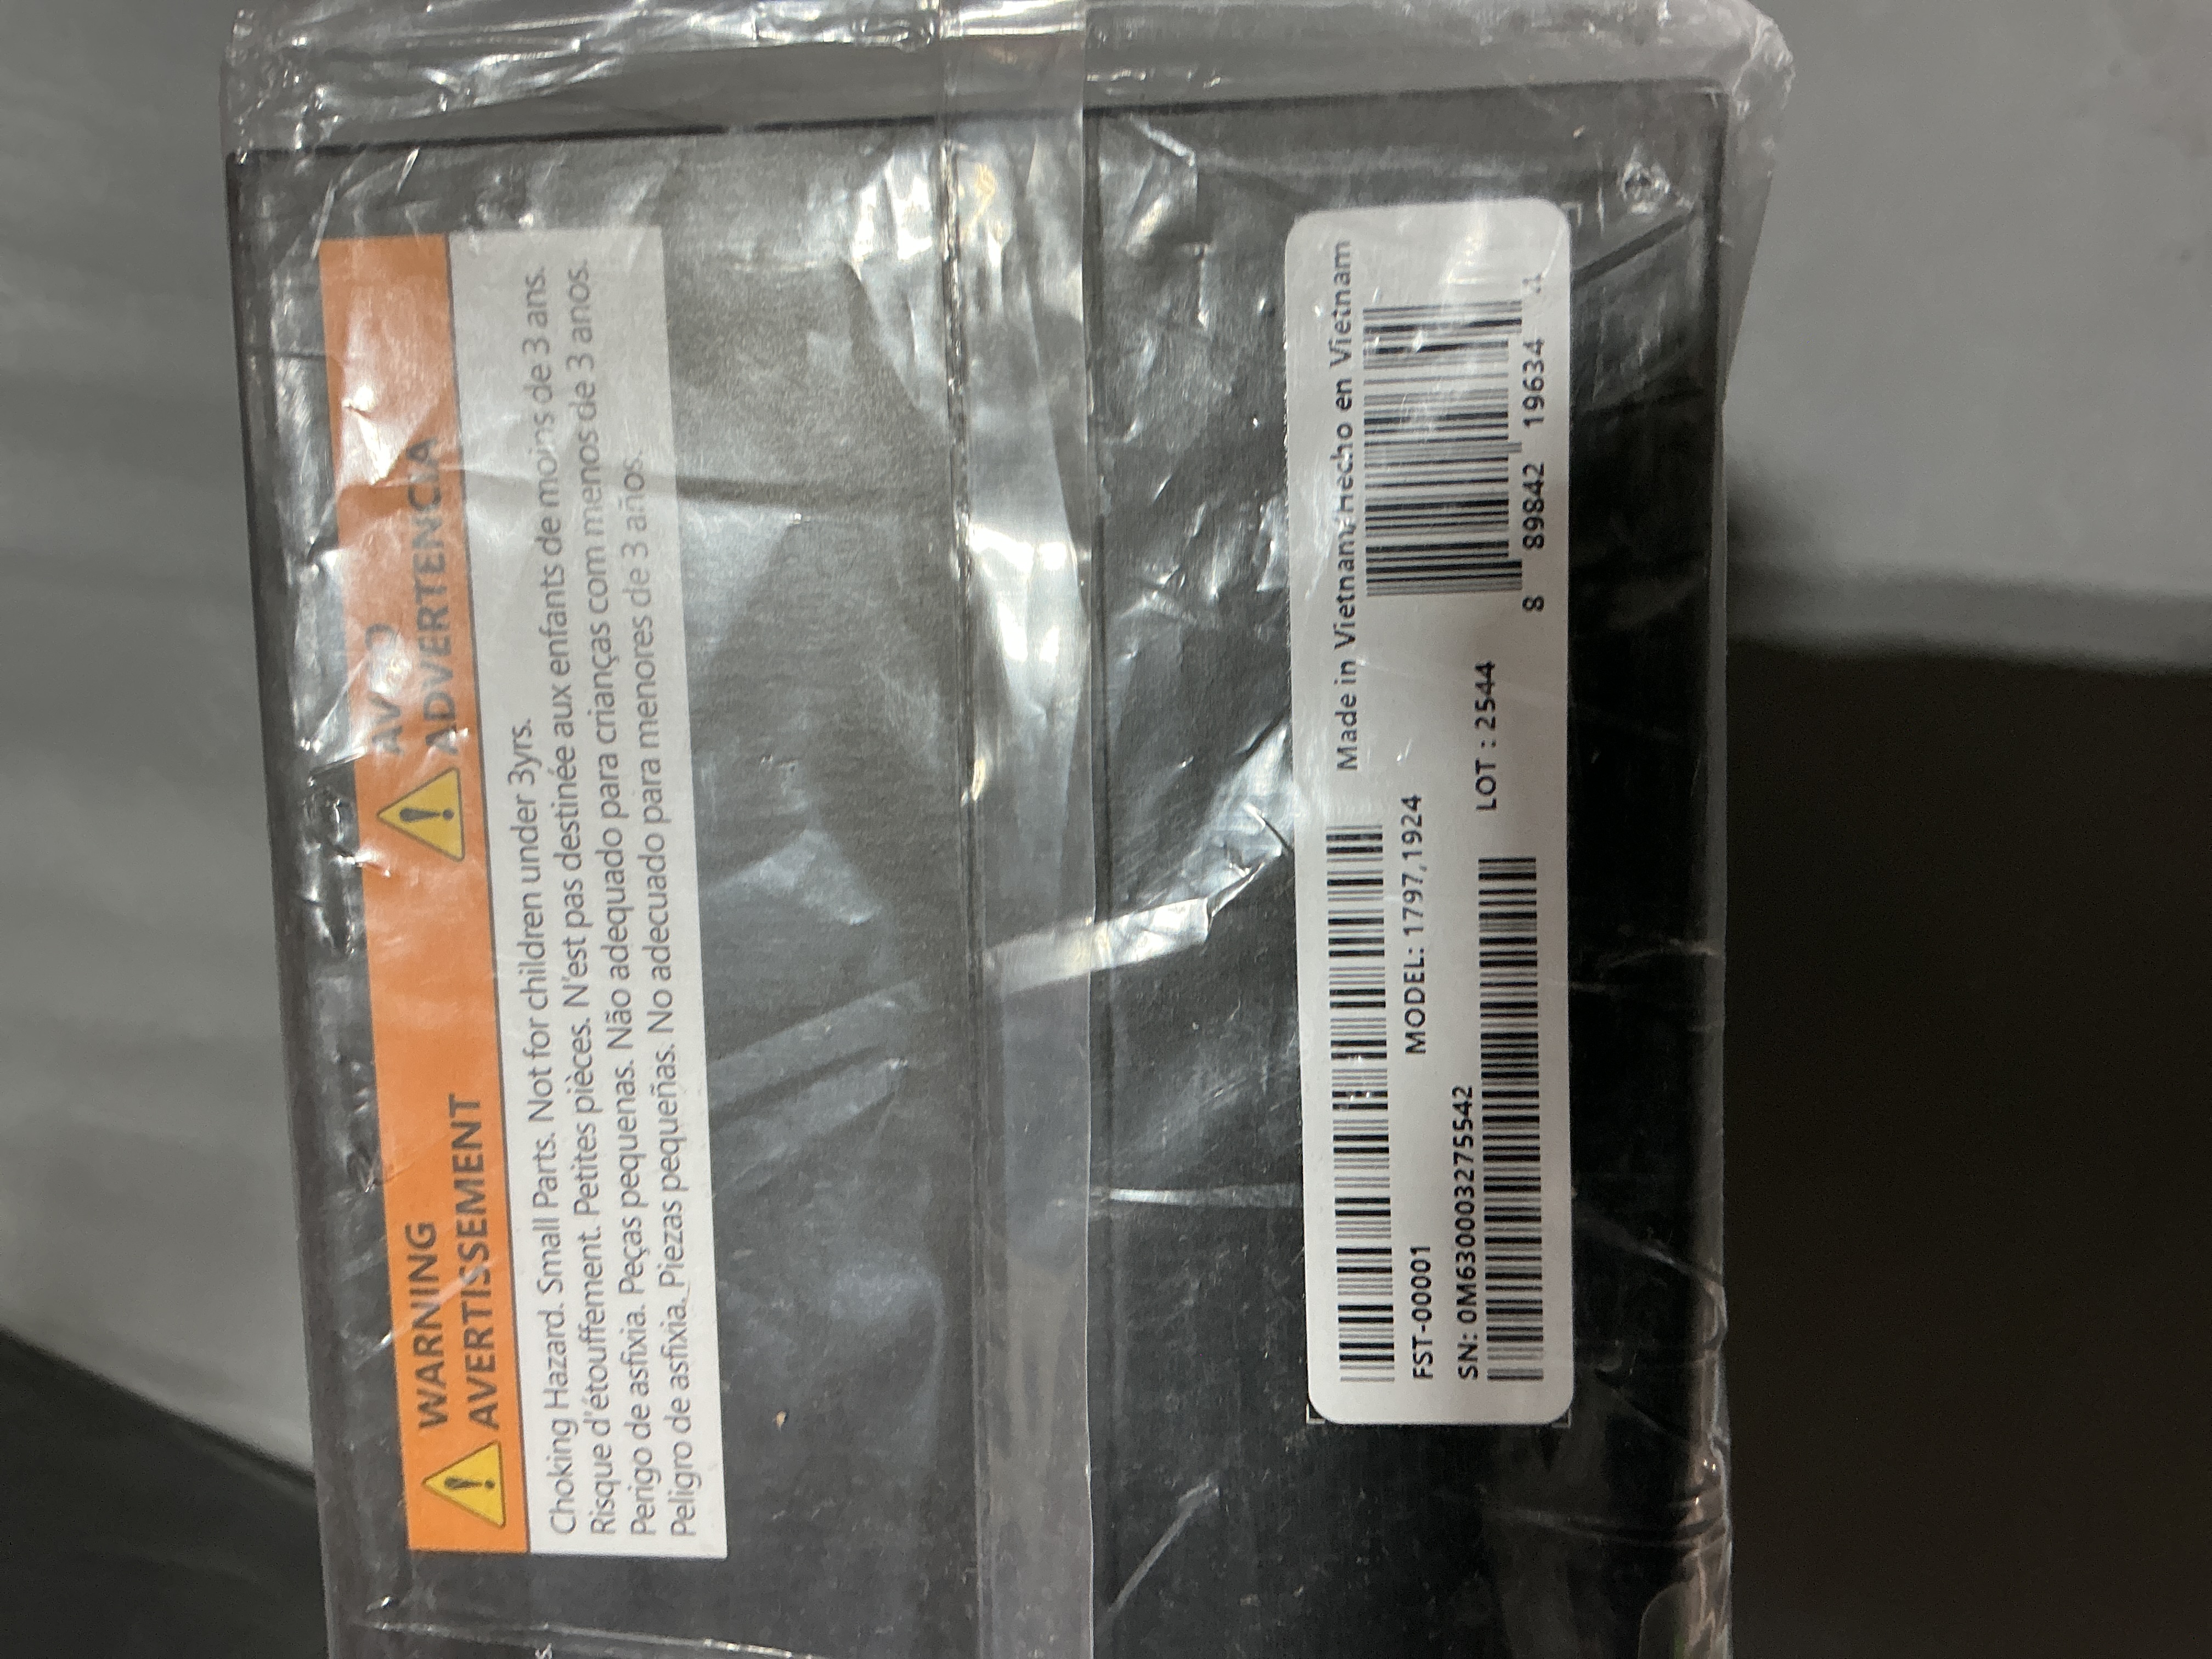 WARNING
AVERTISSEMENT
ADVERTENCIA
Choking Hazard. Small Parts. Not for children under 3yrs.
Risque d'étouffement. Petites pièces. N'est pas destinée aux enfants de moins de 3 ans.
Perigo de asfixia. Peças pequenas. Não adequado para crianças com menos de 3 anos.
Peligro de asfixia. Piezas pequeñas. No adecuado para menores de 3 años.
Made in Vietnam/Hecho en Vietnam
FST-00001
MODEL: 1797,1924
SN: 0M630003275542
LOT : 2544
8 89842 19634 4